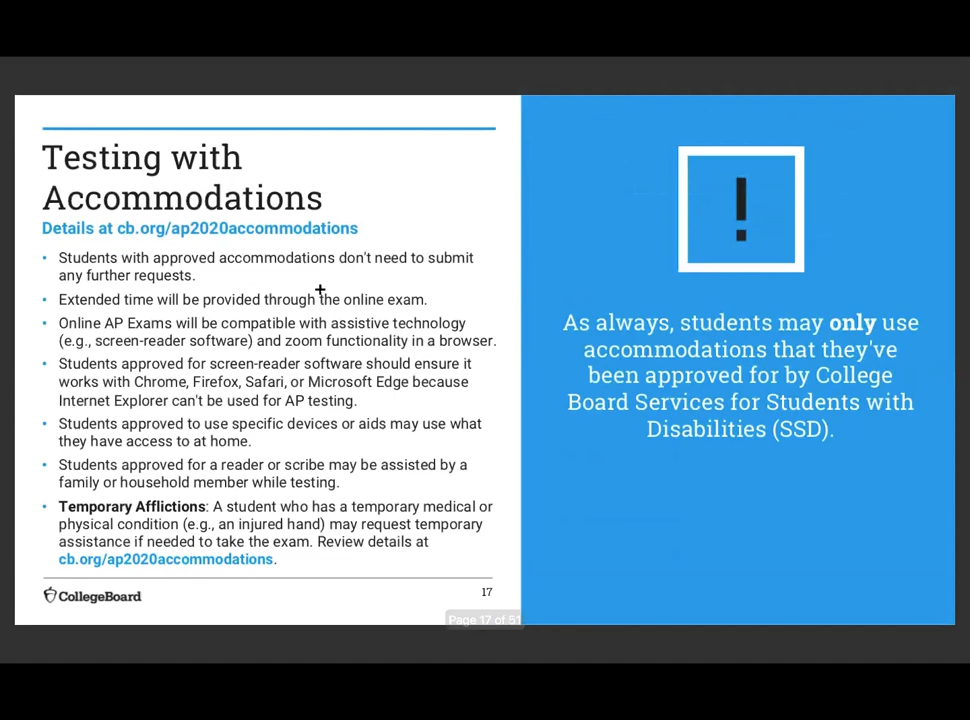 Testing with
Accommodations
Details at cb.org/ap2020accommodations
• Students with approved accommodations don't need to submit
any further requests.
• Extended time will be provided through the online exam.
• Online AP Exams will be compatible with assistive technology
(e.g., screen-reader software) and zoom functionality in a browser.
• Students approved for screen-reader software should ensure it
works with Chrome, Firefox, Safari, or Microsoft Edge because
Internet Explorer can't be used for AP testing.
• Students approved to use specific devices or aids may use what
they have access to at home.
• Students approved for a reader or scribe may be assisted by a
family or household member while testing.
• Temporary Afflictions: A student who has a temporary medical or
physical condition (e.g., an injured hand) may request temporary
assistance if needed to take the exam. Review details at
cb.org/ap2020accommodations.
CollegeBoard
17
Page 17 of 51
!
As always, students may only use
accommodations that they've
been approved for by College
Board Services for Students with
Disabilities (SSD).